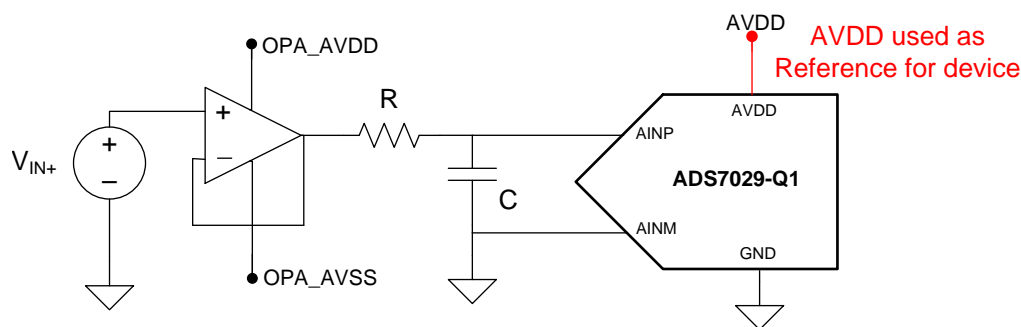 OPA_AVDD
AVDD
AVDD used as
Reference for device
R
AVDD
+
+
AINP
VIN+
−
−
ADS7029-Q1
C
AINM
GND
OPA_AVSS